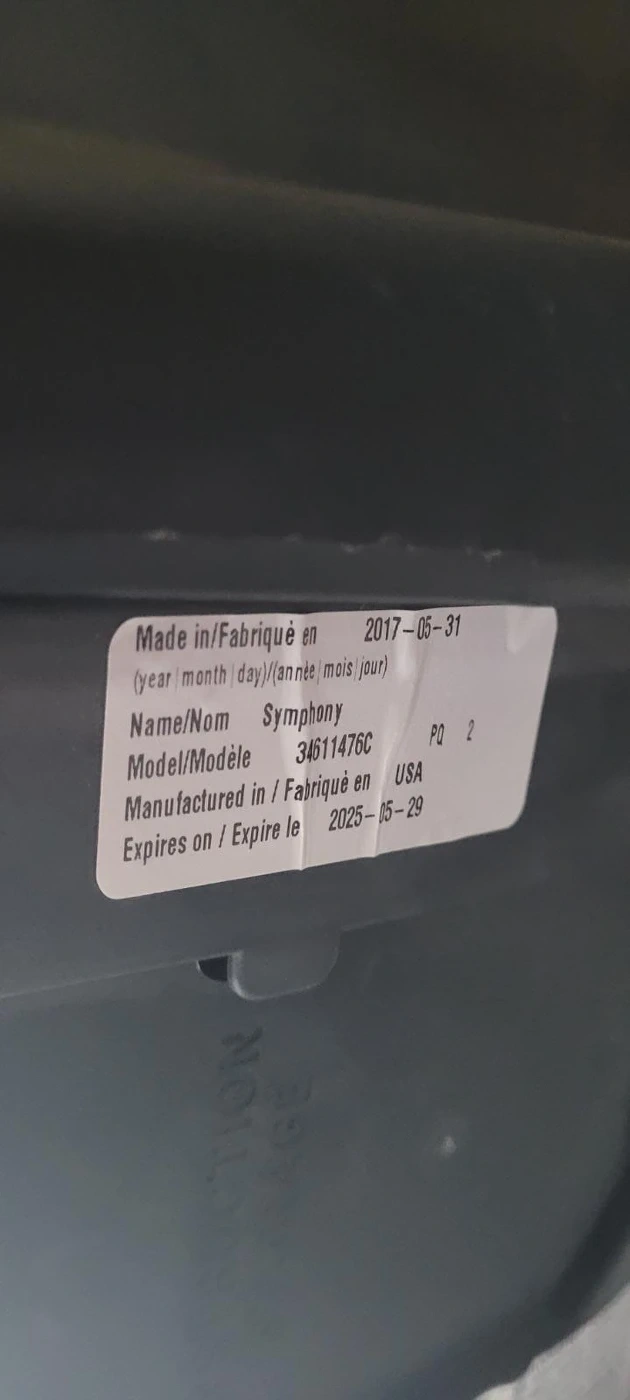 Made in/Fabriquè en 2017-05-31
(year|month|day)/(annèe|mois|jour)
Name/Nom Symphony
Model/Modèle 34611476C PQ 2
Manufactured in / Fabriquè en USA
Expires on / Expire le 2025-05-29